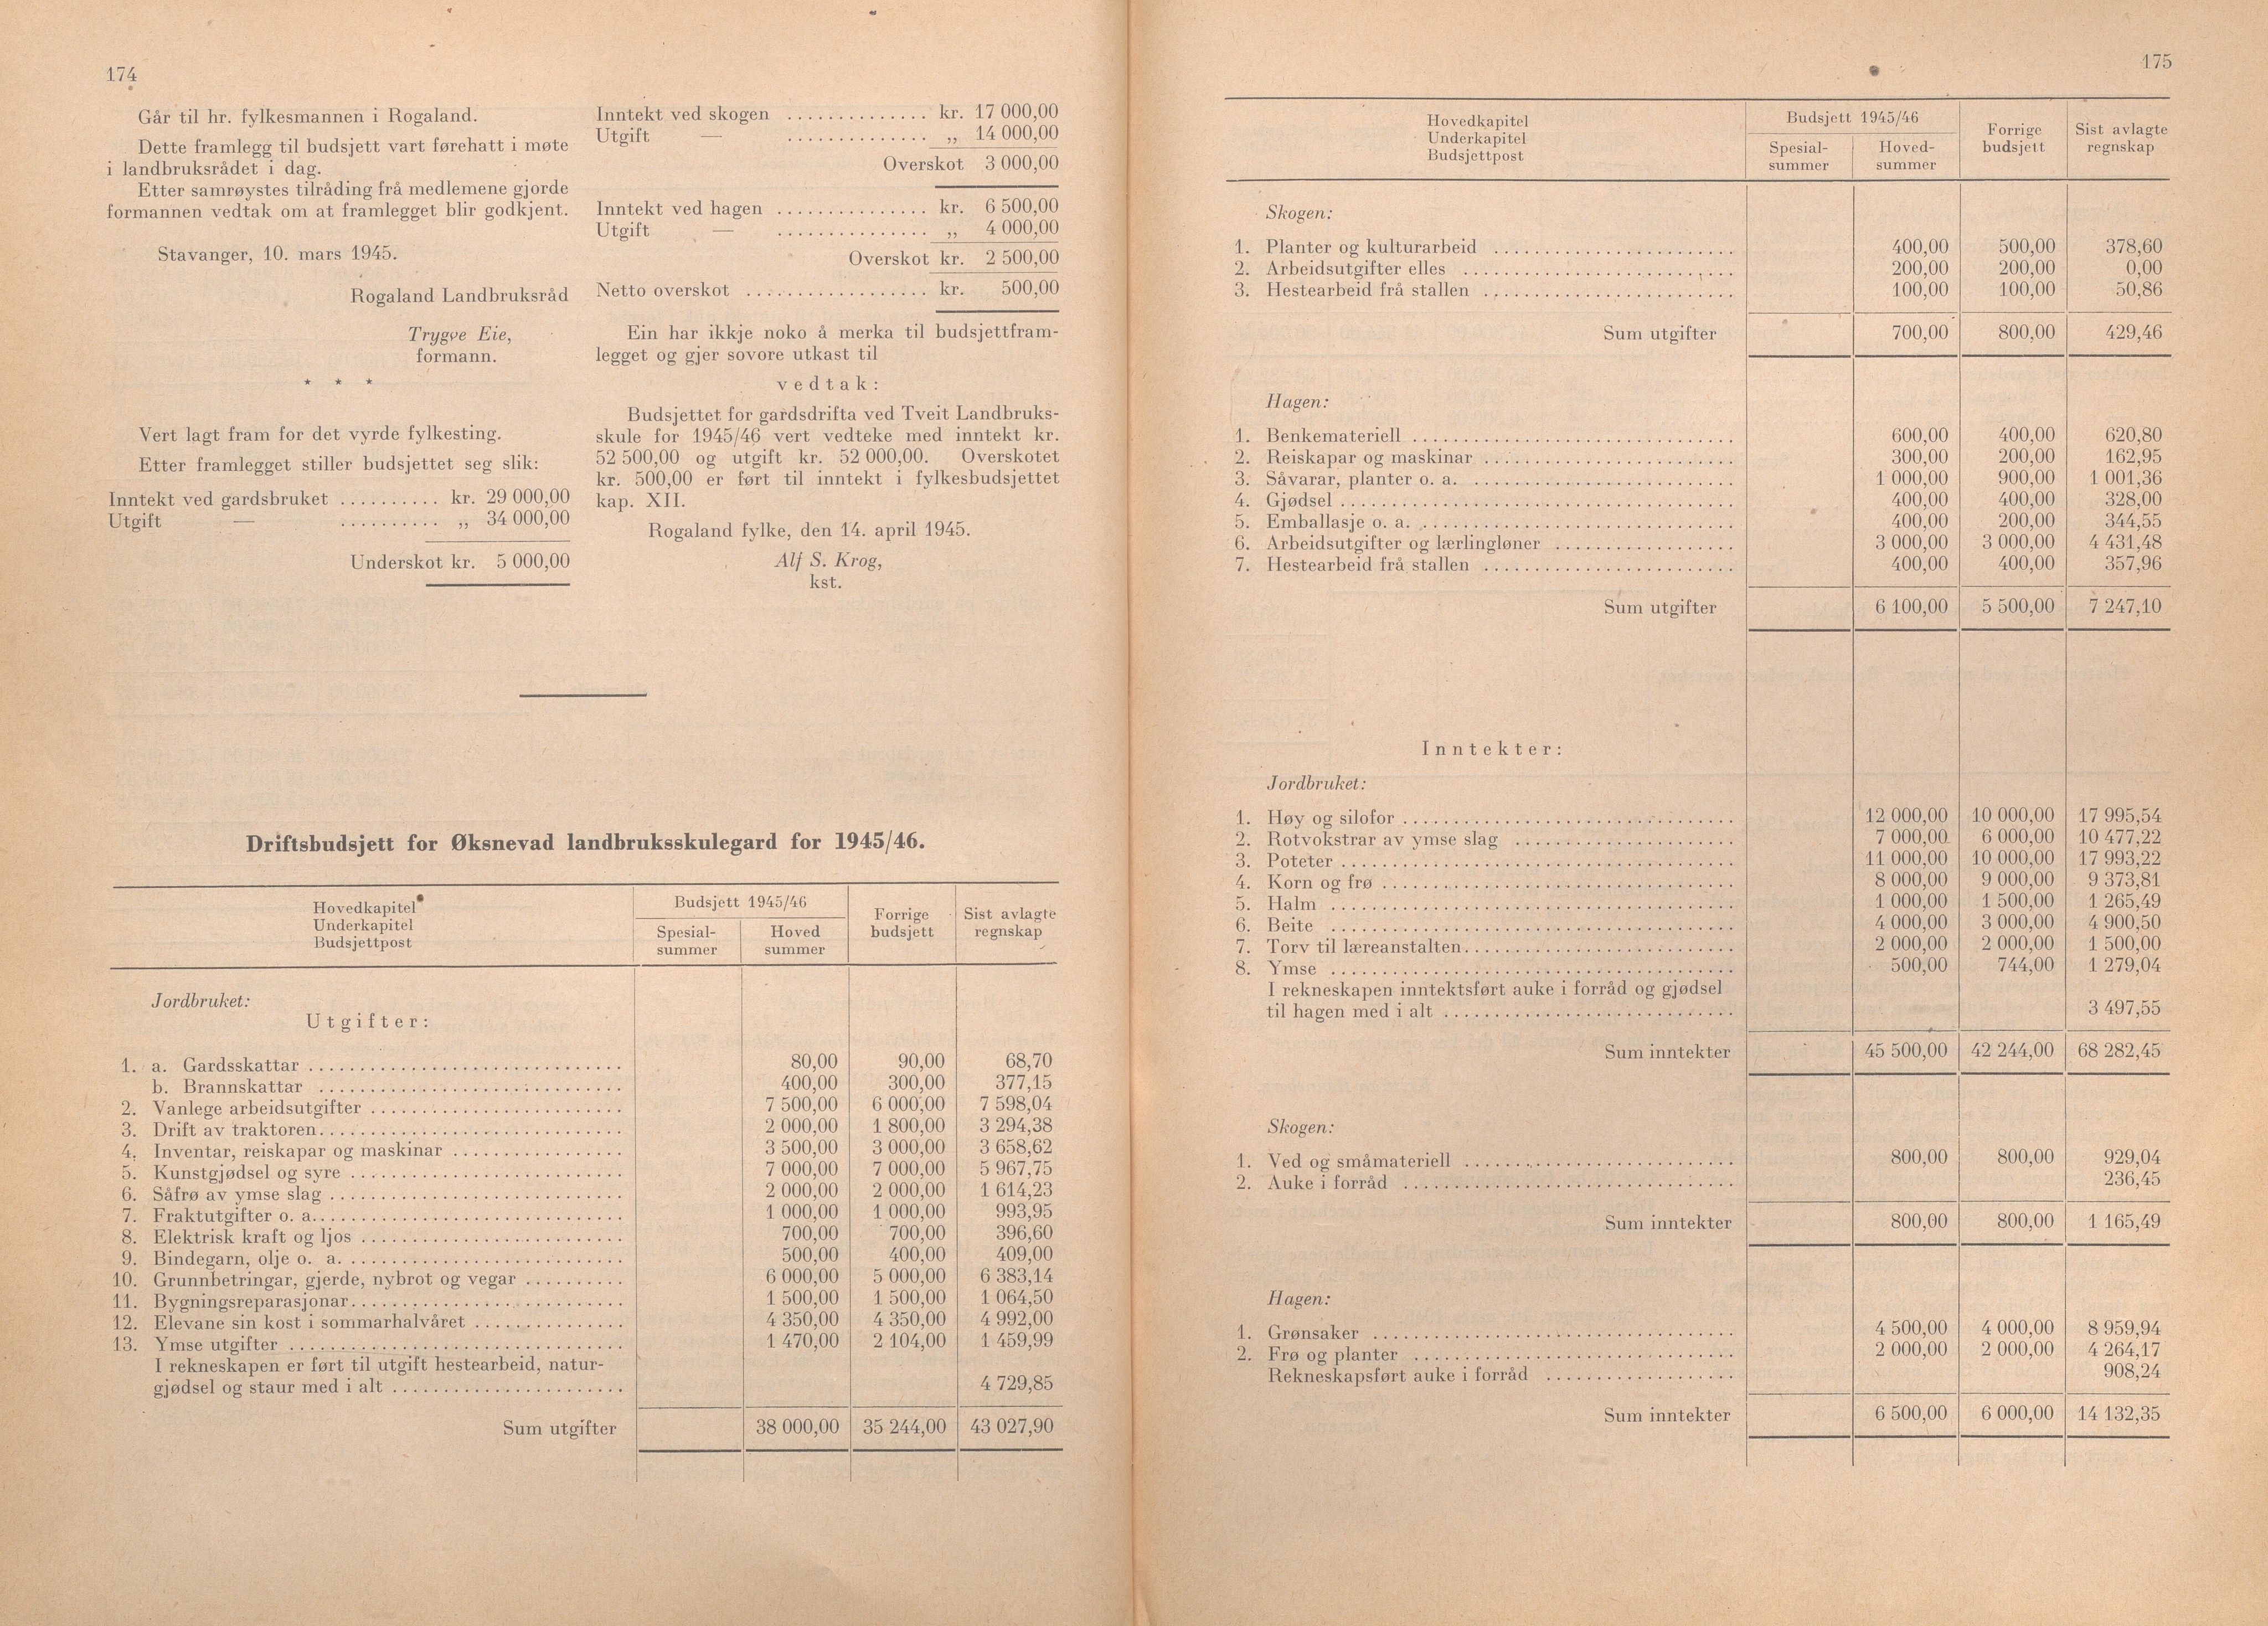 174
Går til hr. fylkesmannen i Rogaland.
Dette framlegg til budsjett vart førehatt i møte
i landbruksrådet i dag.
Etter samrøystes tilråding frå medlemene gjorde
formannen vedtak om at framlegget blir godkjent.
Stavanger, 10. mars 1945.
Rogaland Landbruksråd
Trygve Eie,
formann.
* * *
Vert lagt fram for det vyrde fylkesting.
Etter framlegget stiller budsjettet seg slik:
Inntekt ved gardsbruket .......... kr. 29 000,00
Utgift — .......... „ 34 000,00
Underskot kr. 5 000,00
Inntekt ved skogen .............. kr. 17 000,00
Utgift — .............. „ 14 000,00
Overskot 3 000,00
Inntekt ved hagen ............... kr. 6 500,00
Utgift — ............... „ 4 000,00
Overskot kr. 2 500,00
Netto overskot .................. kr. 500,00
Ein har ikkje noko å merka til budsjettfram-
legget og gjer sovore utkast til
vedtak:
Budsjettet for gardsdrifta ved Tveit Landbruks-
skule for 1945/46 vert vedteke med inntekt kr.
52 500,00 og utgift kr. 52 000,00. Overskotet
kr. 500,00 er ført til inntekt i fylkesbudsjettet
kap. XII.
Rogaland fylke, den 14. april 1945.
Alf S. Krog,
kst.
Driftsbudsjett for Øksnevad landbruksskulegard for 1945/46.
Hovedkapitel
Underkapitel
Budsjettpost
Budsjett 1945/46
Spesial-
summer
Hoved
summer
Forrige
budsjett
Sist avlagte
regnskap
Jordbruket:
Utgifter:
1. a. Gardsskattar .......... 80,00 90,00 68,70
b. Brannskattar .......... 400,00 300,00 377,15
2. Vanlege arbeidsutgifter .......... 7 500,00 6 000,00 7 598,04
3. Drift av traktoren .......... 2 000,00 1 800,00 3 294,38
4. Inventar, reiskapar og maskinar .......... 3 500,00 3 000,00 3 658,62
5. Kunstgjødsel og syre .......... 7 000,00 7 000,00 5 967,75
6. Såfrø av ymse slag .......... 2 000,00 2 000,00 1 614,23
7. Fraktutgifter o. a. .......... 1 000,00 1 000,00 993,95
8. Elektrisk kraft og ljos .......... 700,00 700,00 396,60
9. Bindegarn, olje o. a. .......... 500,00 400,00 409,00
10. Grunnbetringar, gjerde, nybrot og vegar .......... 6 000,00 5 000,00 6 383,14
11. Bygningsreparasjonar .......... 1 500,00 1 500,00 1 064,50
12. Elevane sin kost i sommarhalvåret .......... 4 350,00 4 350,00 4 992,00
13. Ymse utgifter .......... 1 470,00 2 104,00 1 459,99
I rekneskapen er ført til utgift hestearbeid, natur-
gjødsel og staur med i alt .......... 4 729,85
Sum utgifter 38 000,00 35 244,00 43 027,90
175
Hovedkapitel
Underkapitel
Budsjettpost
Budsjett 1945/46
Spesial-
summer
Hoved-
summer
Forrige
budsjett
Sist avlagte
regnskap
Skogen:
1. Planter og kulturarbeid .......... 400,00 500,00 378,60
2. Arbeidsutgifter elles .......... 200,00 200,00 0,00
3. Hestearbeid frå stallen .......... 100,00 100,00 50,86
Sum utgifter 700,00 800,00 429,46
Hagen:
1. Benkemateriell .......... 600,00 400,00 620,80
2. Reiskapar og maskinar .......... 300,00 200,00 162,95
3. Såvarar, planter o. a. .......... 1 000,00 900,00 1 001,36
4. Gjødsel .......... 400,00 400,00 328,00
5. Emballasje o. a. .......... 400,00 200,00 344,55
6. Arbeidsutgifter og lærlingløner .......... 3 000,00 3 000,00 4 431,48
7. Hestearbeid frå stallen .......... 400,00 400,00 357,96
Sum utgifter 6 100,00 5 500,00 7 247,10
Inntekter:
Jordbruket:
1. Høy og silofor .......... 12 000,00 10 000,00 17 995,54
2. Rotvokstrar av ymse slag .......... 7 000,00 6 000,00 10 477,22
3. Poteter .......... 11 000,00 10 000,00 17 993,22
4. Korn og frø .......... 8 000,00 9 000,00 9 373,81
5. Halm .......... 1 000,00 1 500,00 1 265,49
6. Beite .......... 4 000,00 3 000,00 4 900,50
7. Torv til læreanstalten .......... 2 000,00 2 000,00 1 500,00
8. Ymse .......... 500,00 744,00 1 279,04
I rekneskapen inntektsført auke i forråd og gjødsel
til hagen med i alt .......... 3 497,55
Sum inntekter 45 500,00 42 244,00 68 282,45
Skogen:
1. Ved og småmateriell .......... 800,00 800,00 929,04
2. Auke i forråd .......... 236,45
Sum inntekter 800,00 800,00 1 165,49
Hagen:
1. Grønsaker .......... 4 500,00 4 000,00 8 959,94
2. Frø og planter .......... 2 000,00 2 000,00 4 264,17
Rekneskapsført auke i forråd .......... 908,24
Sum inntekter 6 500,00 6 000,00 14 132,35